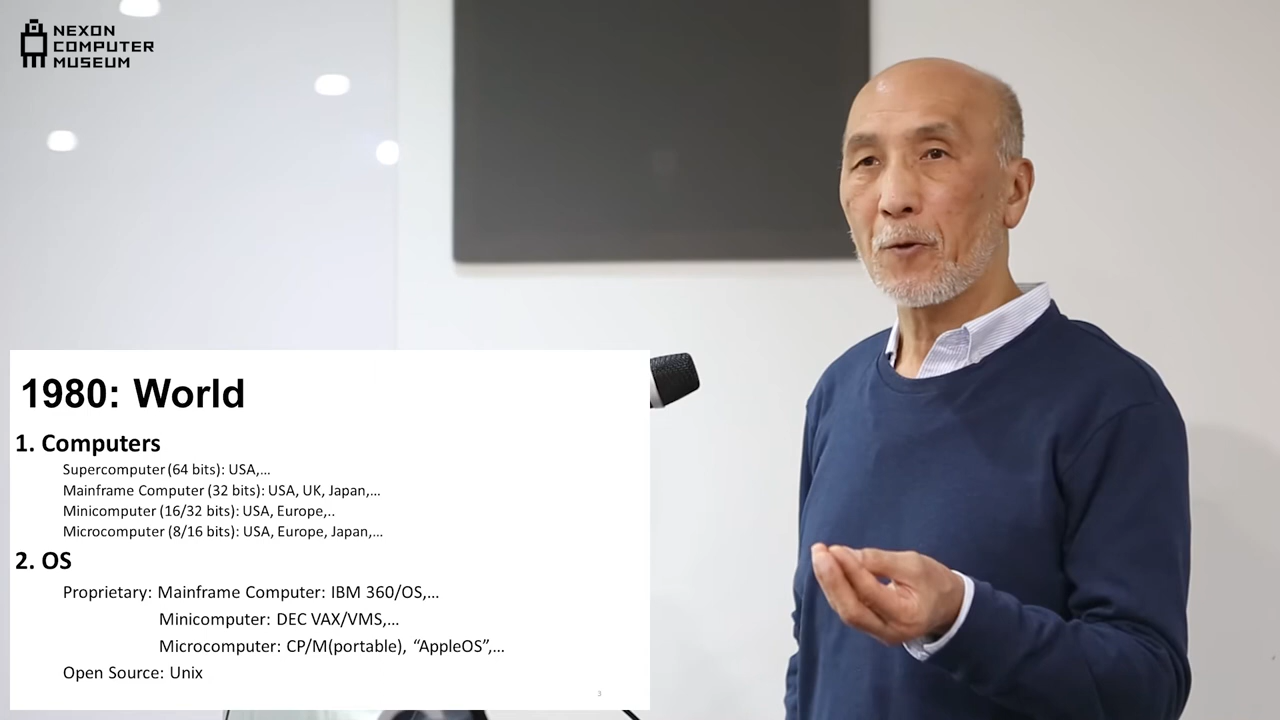 NEXON
COMPUTER
MUSEUM
1980: World
1. Computers
Supercomputer (64 bits): USA,...
Mainframe Computer (32 bits): USA, UK, Japan,...
Minicomputer (16/32 bits): USA, Europe,..
Microcomputer (8/16 bits): USA, Europe, Japan,...
2. OS
Proprietary: Mainframe Computer: IBM 360/OS,...
Minicomputer: DEC VAX/VMS,...
Microcomputer: CP/M(portable), “AppleOS”,...
Open Source: Unix
3